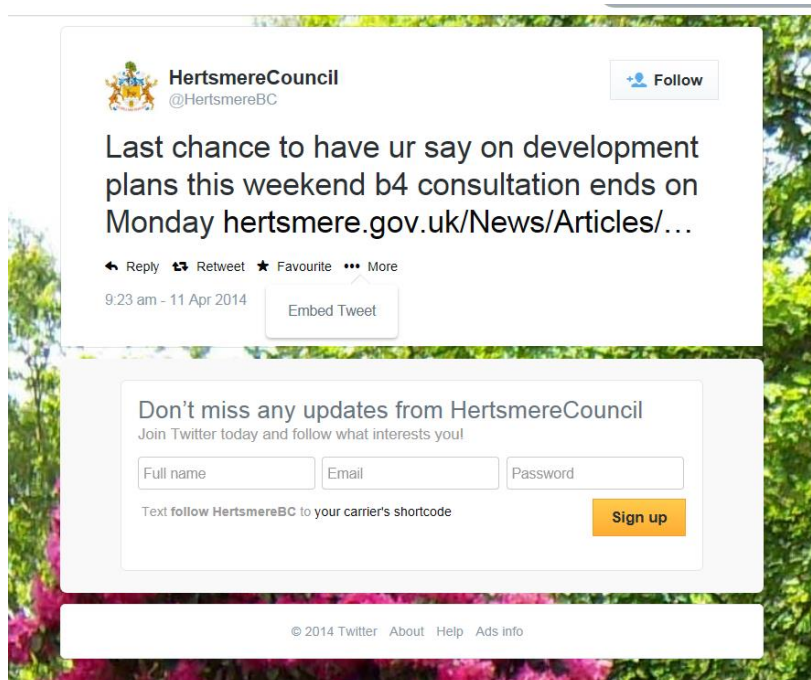 HertsmereCouncil
@HertsmereBC
Follow
Last chance to have ur say on development
plans this weekend b4 consultation ends on
Monday hertsmere.gov.uk/News/Articles/…
Reply Retweet Favourite ••• More
9:23 am - 11 Apr 2014
Embed Tweet
Don't miss any updates from HertsmereCouncil
Join Twitter today and follow what interests you!
Full name Email Password
Text follow HertsmereBC to your carrier's shortcode
Sign up
© 2014 Twitter About Help Ads info